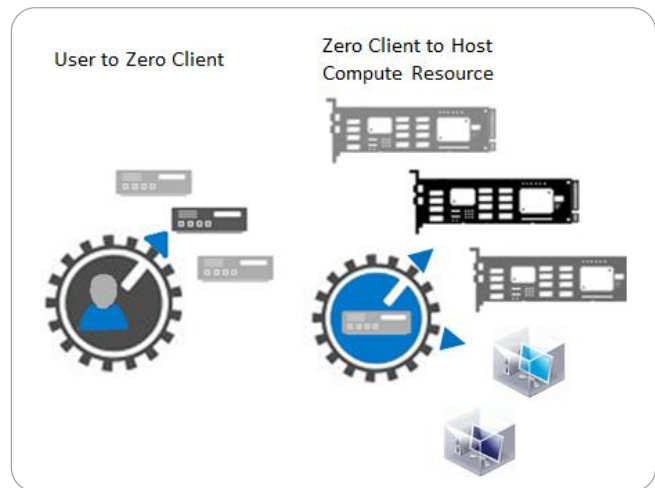 User to Zero Client
Zero Client to Host
Compute Resource